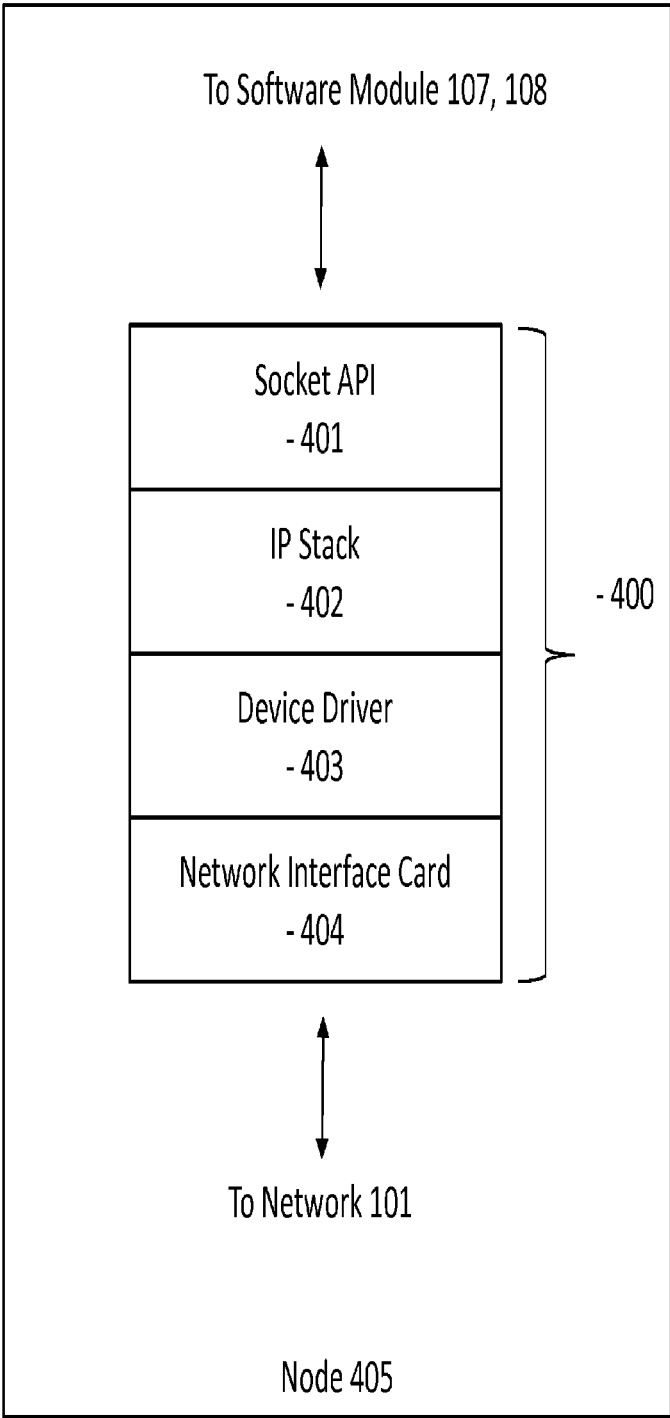 To Software Module 107, 108
Socket API
- 401
IP Stack
- 402
- 400
Device Driver
- 403
Network Interface Card
- 404
To Network 101
Node 405